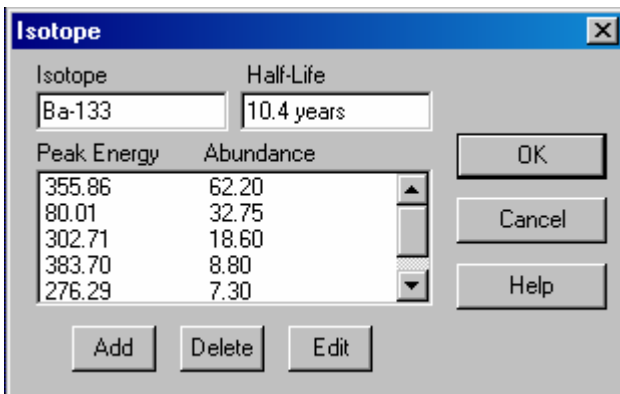 Isotope
Isotope Half-Life
Ba-133 10.4 years
Peak Energy Abundance
355.86 62.20
80.01 32.75
302.71 18.60
383.70 8.80
276.29 7.30
OK
Cancel
Help
Add Delete Edit